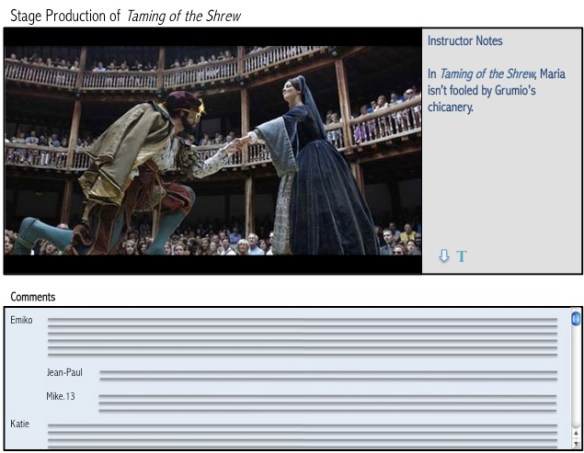 Stage Production of Taming of the Shrew
Instructor Notes
In Taming of the Shrew, Maria
isn't fooled by Grumio's
chicanery.
T
Comments
Emiko
Jean-Paul
Mike.13
Katie